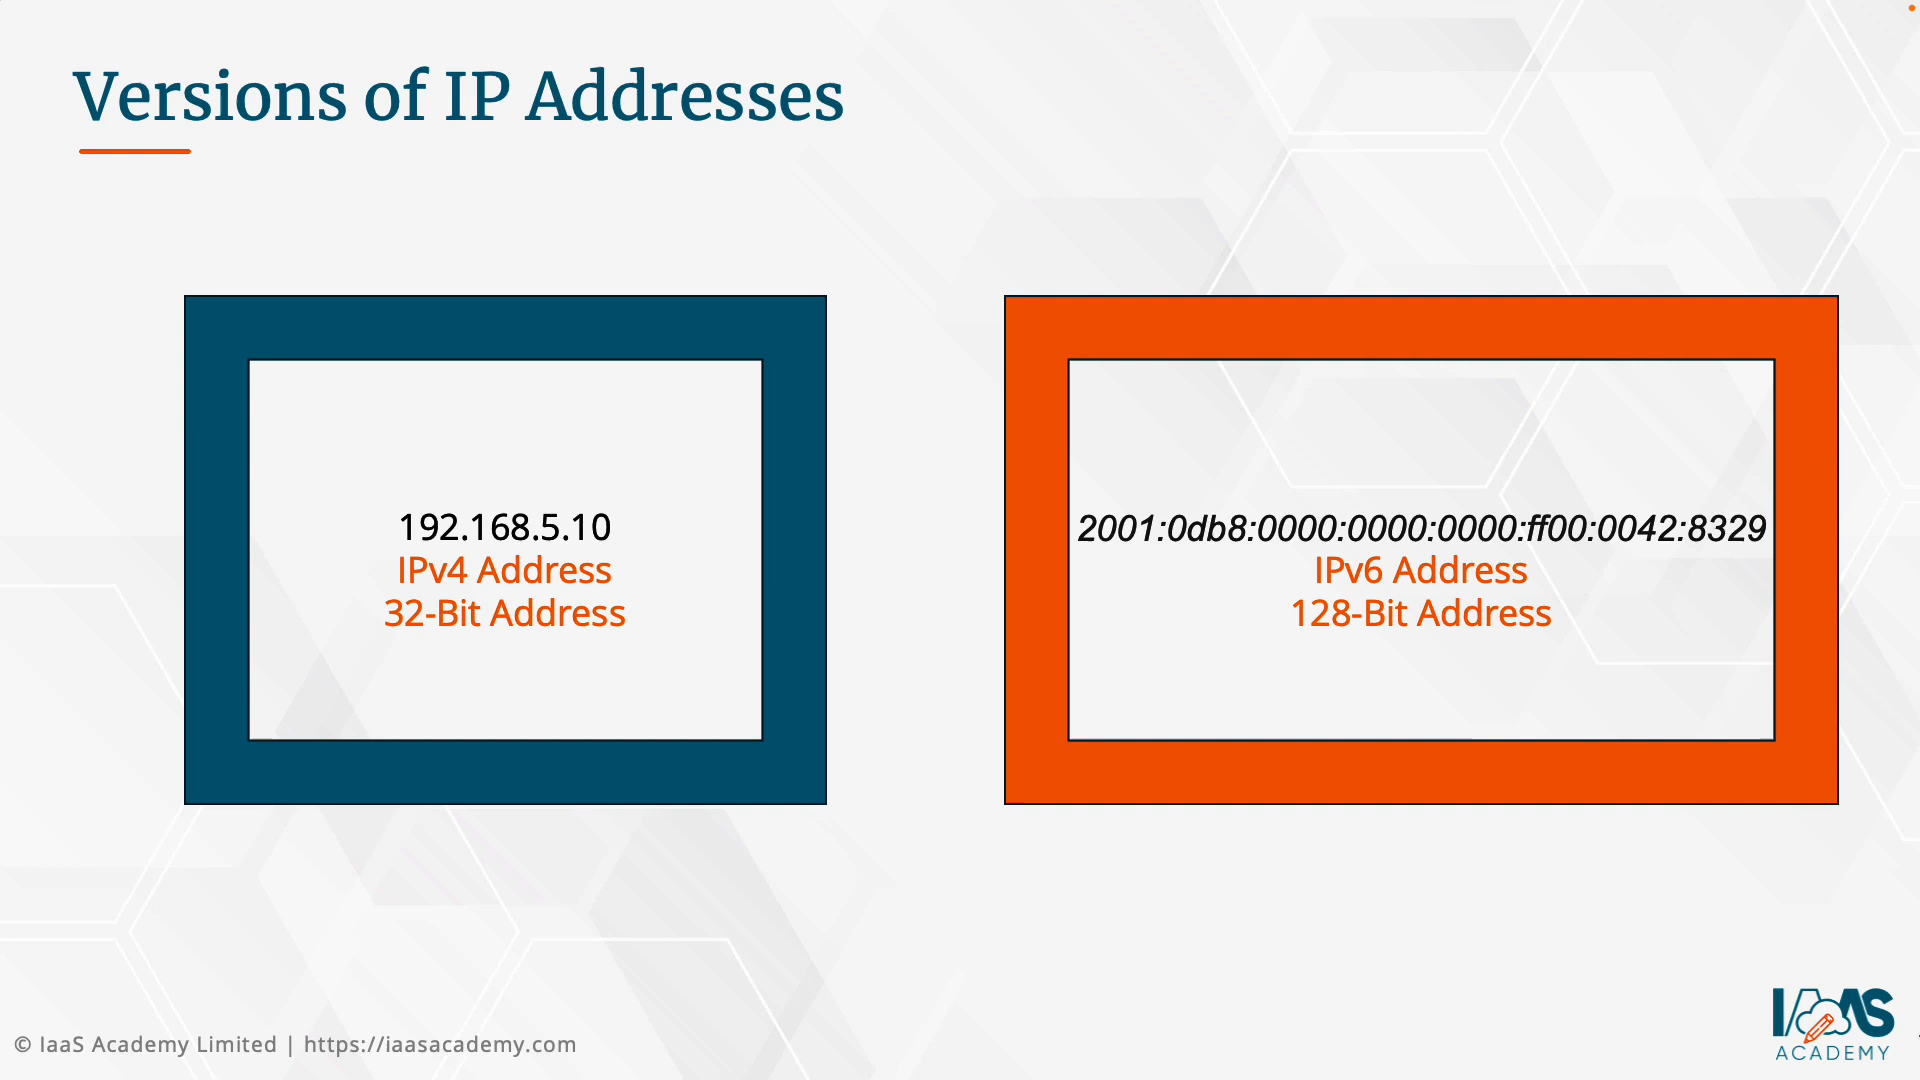 Versions of IP Addresses
192.168.5.10
IPv4 Address
32-Bit Address
2001:0db8:0000:0000:0000:ff00:0042:8329
IPv6 Address
128-Bit Address
© IaaS Academy Limited | https://iaasacademy.com
IAAS
ACADEMY